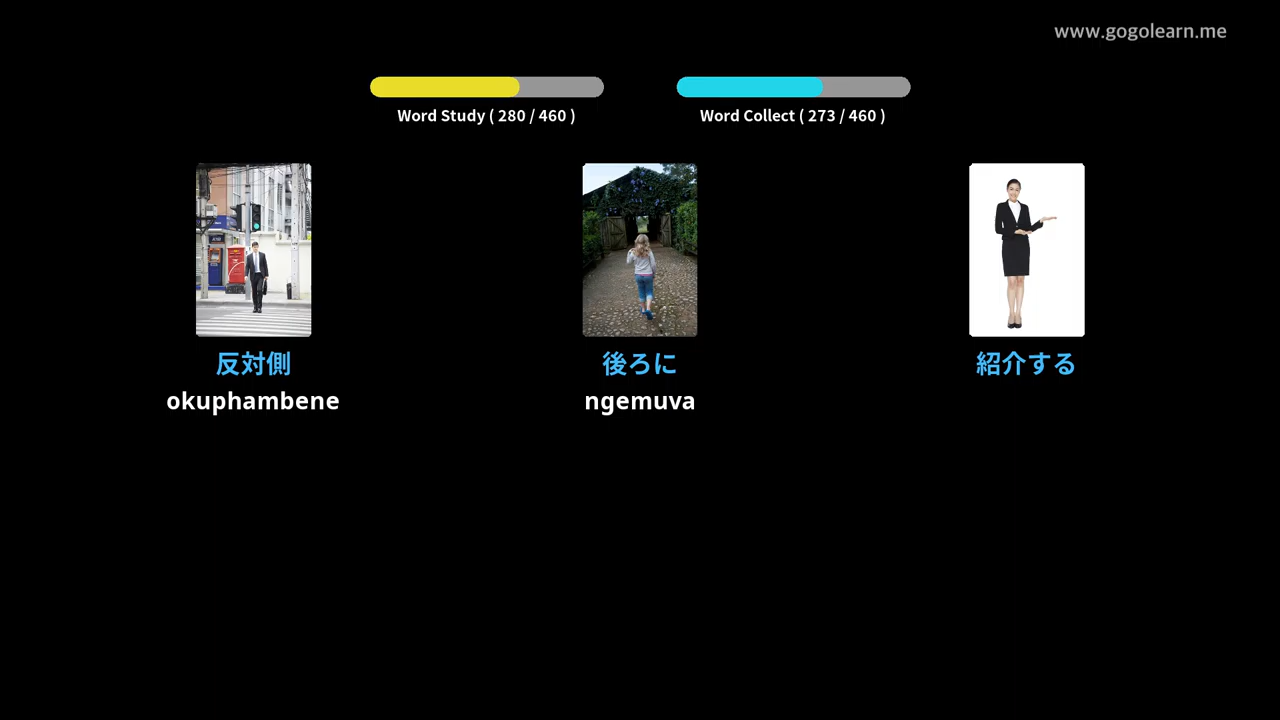 www.gogolearn.me
Word Study ( 280 / 460 )
Word Collect ( 273 / 460 )
反対側
okuphambene
後ろに
ngemuva
紹介する